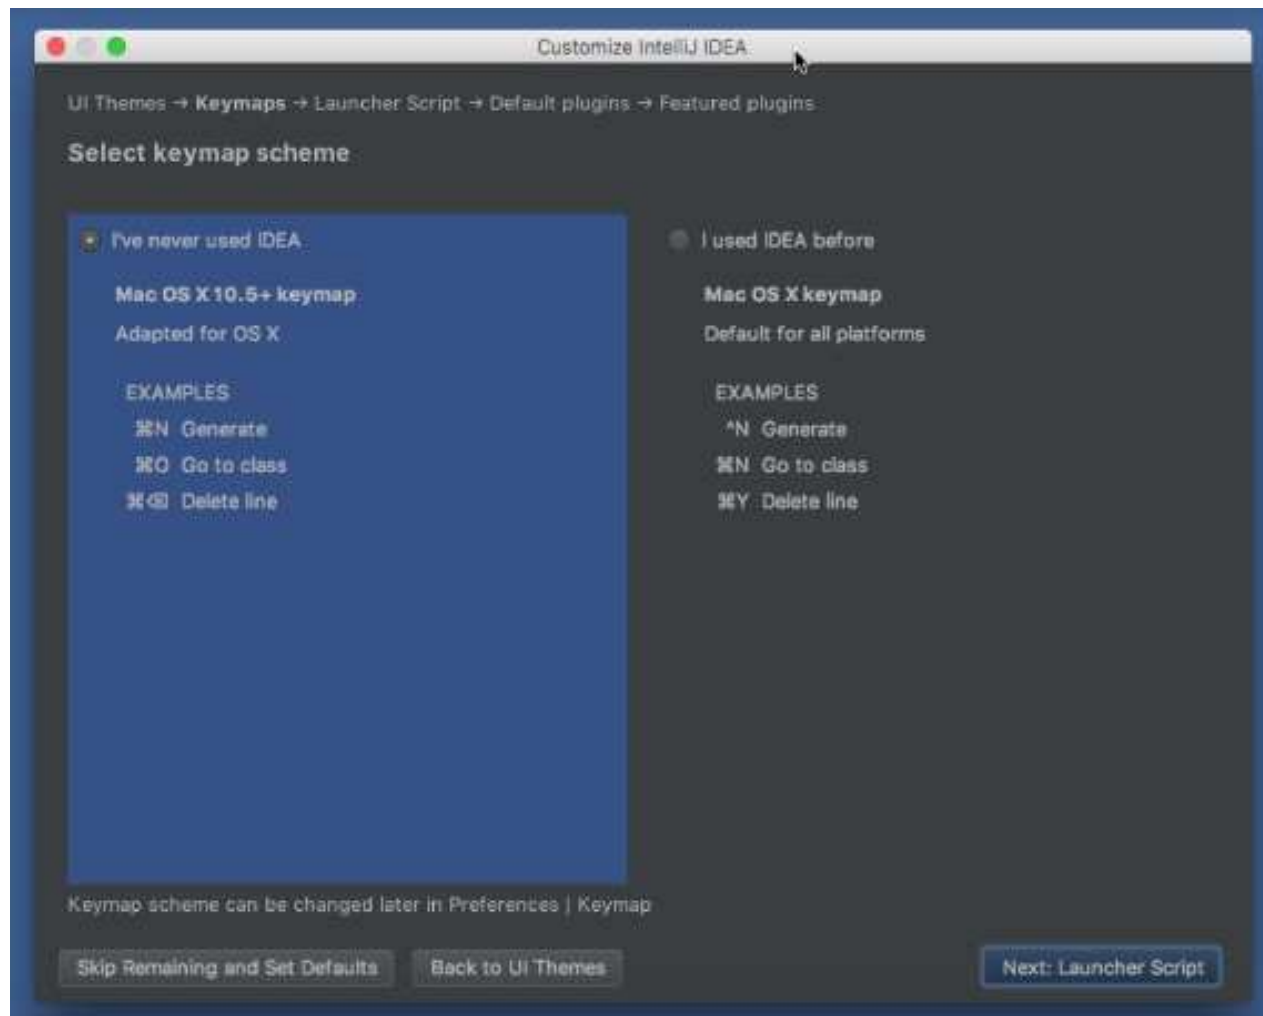 Customize IntelliJ IDEA
UI Themes → Keymaps → Launcher Script → Default plugins → Featured plugins
Select keymap scheme
I've never used IDEA
Mac OS X 10.5+ keymap
Adapted for OS X
EXAMPLES
⌘N Generate
⌘O Go to class
⌘⌫ Delete line
I used IDEA before
Mac OS X keymap
Default for all platforms
EXAMPLES
^N Generate
⌘N Go to class
⌘Y Delete line
Keymap scheme can be changed later in Preferences | Keymap
Skip Remaining and Set Defaults
Back to UI Themes
Next: Launcher Script